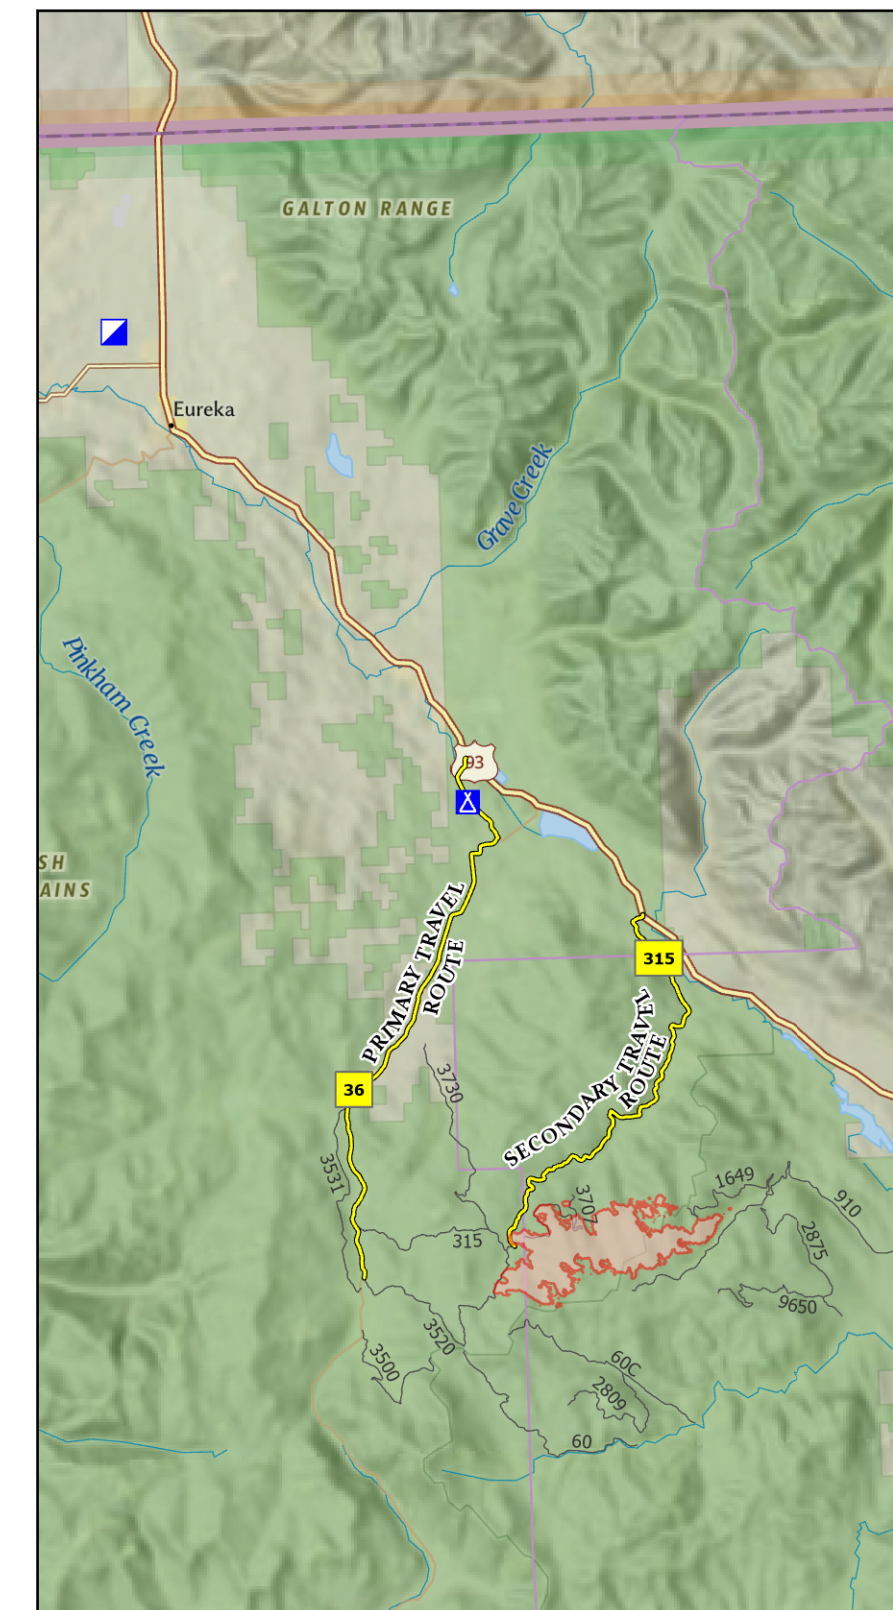 GALTON RANGE
Eureka
Grave Creek
Pinkham Creek
93
SH
AINS
PRIMARY TRAVEL
ROUTE
315
SECONDARY TRAVEL
ROUTE
36
3730
3531
3707
1649
910
315
2875
9650
3520
3500
60C
2809
60